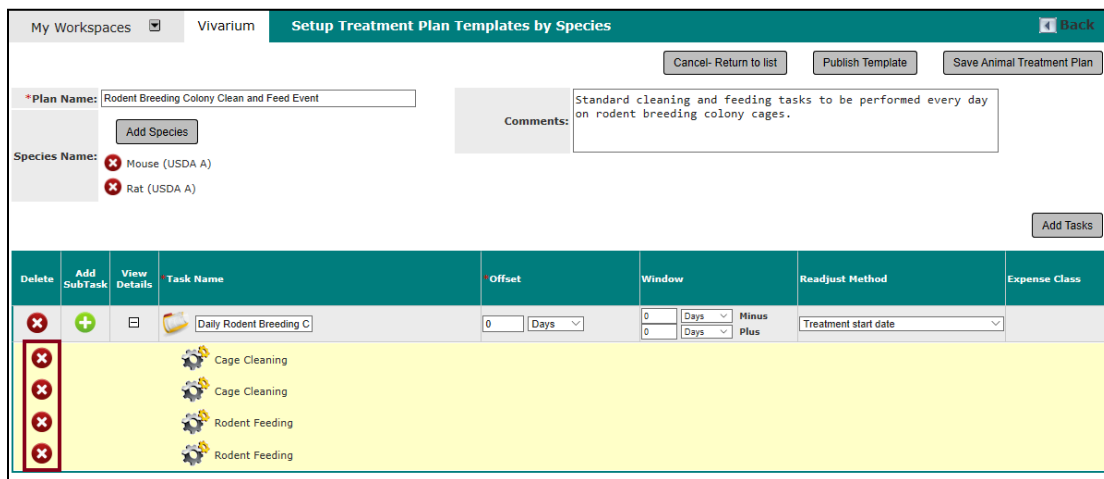 My Workspaces Vivarium Setup Treatment Plan Templates by Species Back
Cancel- Return to list Publish Template Save Animal Treatment Plan
*Plan Name: Rodent Breeding Colony Clean and Feed Event
Comments: Standard cleaning and feeding tasks to be performed every day
on rodent breeding colony cages.
Add Species
Species Name:
Mouse (USDA A)
Rat (USDA A)
Add Tasks
Delete Add SubTask View Details *Task Name *Offset Window Readjust Method Expense Class
Daily Rodent Breeding C 0 Days 0 Days Minus Treatment start date
0 Days Plus
Cage Cleaning
Cage Cleaning
Rodent Feeding
Rodent Feeding